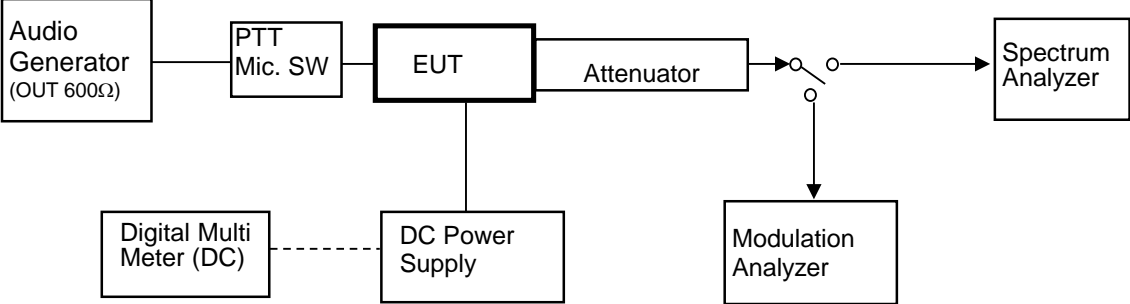 Audio
Generator
(OUT 600Ω)
PTT
Mic. SW
EUT
Attenuator
Spectrum
Analyzer
Digital Multi
Meter (DC)
DC Power
Supply
Modulation
Analyzer